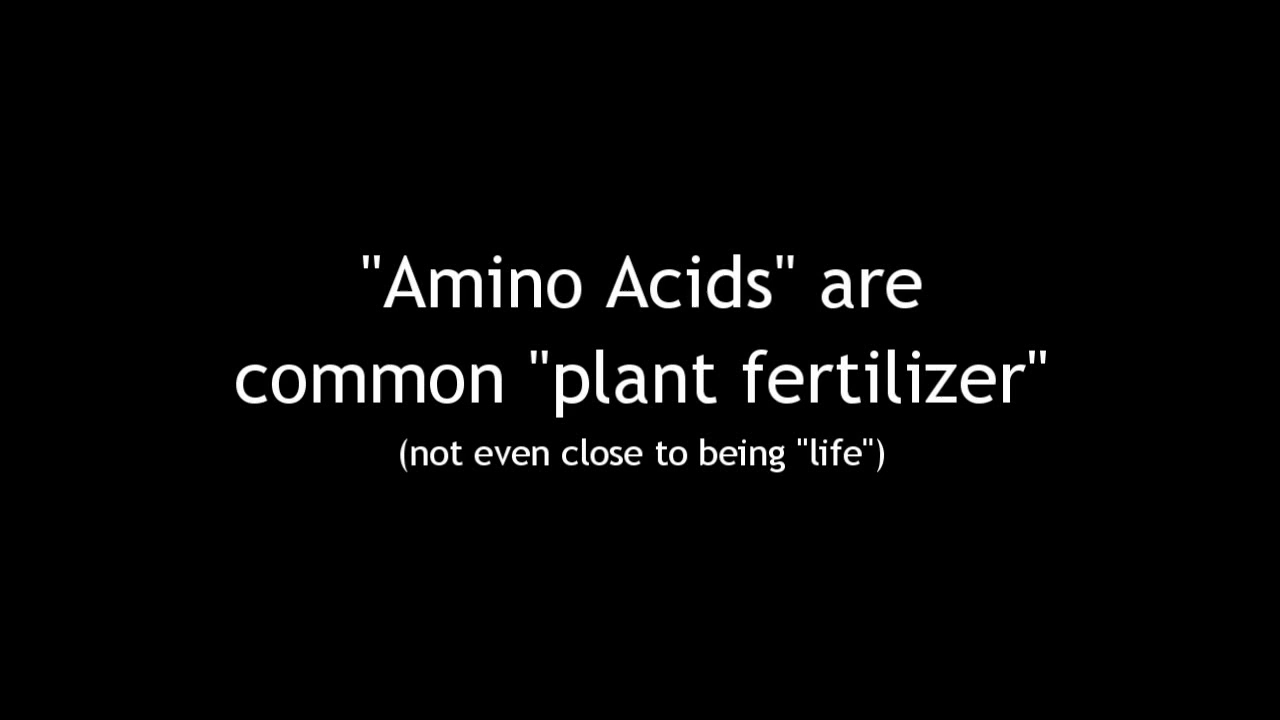 "Amino Acids" are
common "plant fertilizer"
(not even close to being "life")